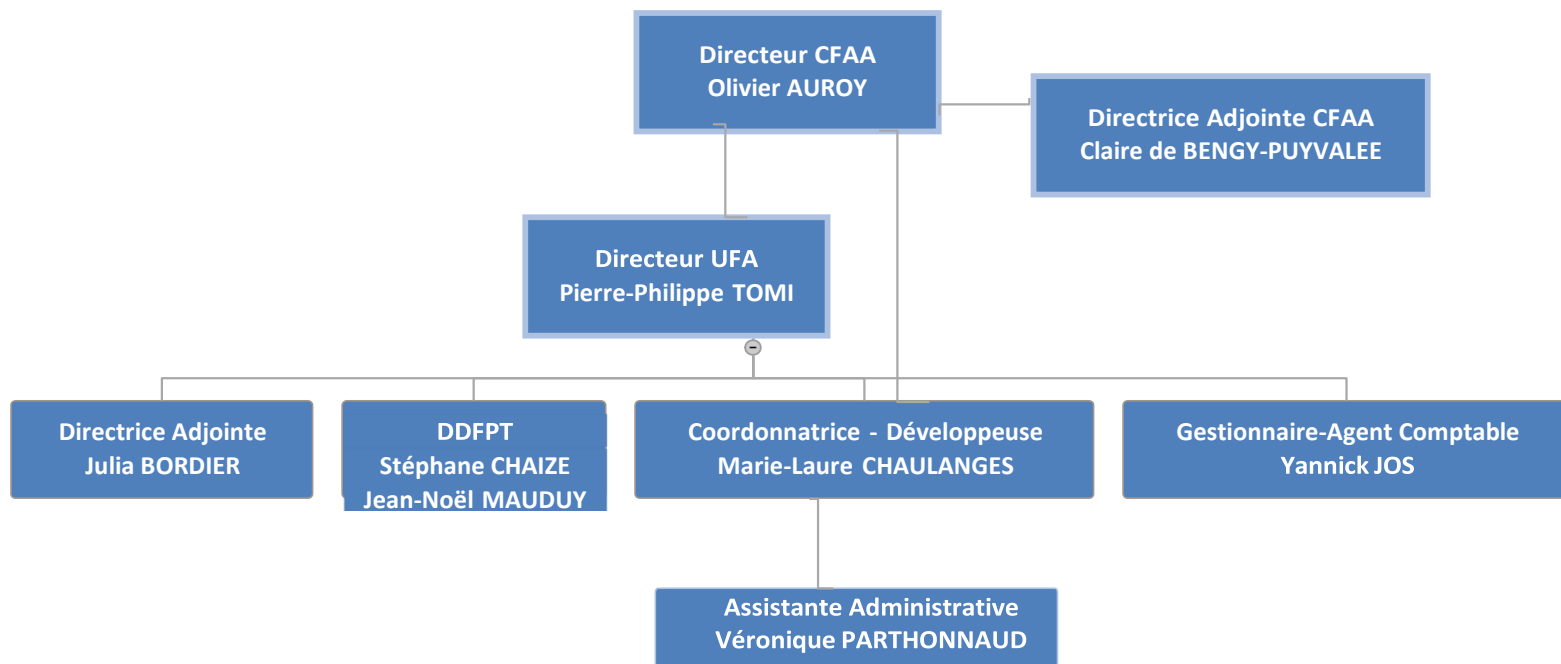 Directeur CFAA
Olivier AUROY
Directrice Adjointe CFAA
Claire de BENGY-PUYVALEE
Directeur UFA
Pierre-Philippe TOMI
Directrice Adjointe
Julia BORDIER
DDFPT
Stéphane CHAIZE
Jean-Noël MAUDUY
Coordonnatrice - Développeuse
Marie-Laure CHAULANGES
Gestionnaire-Agent Comptable
Yannick JOS
Assistante Administrative
Véronique PARTHONNAUD